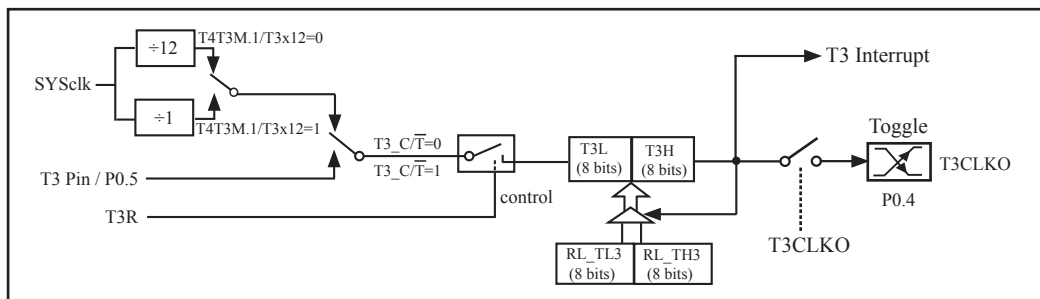 T4T3M.1/T3x12=0
÷12
SYSclk
÷1
T4T3M.1/T3x12=1
T3 Interrupt
Toggle
T3_C/T̅=0
T3_C/T̅=1
T3L
(8 bits)
T3H
(8 bits)
T3CLKO
P0.4
T3 Pin / P0.5
control
T3R
T3CLKO
RL_TL3
(8 bits)
RL_TH3
(8 bits)